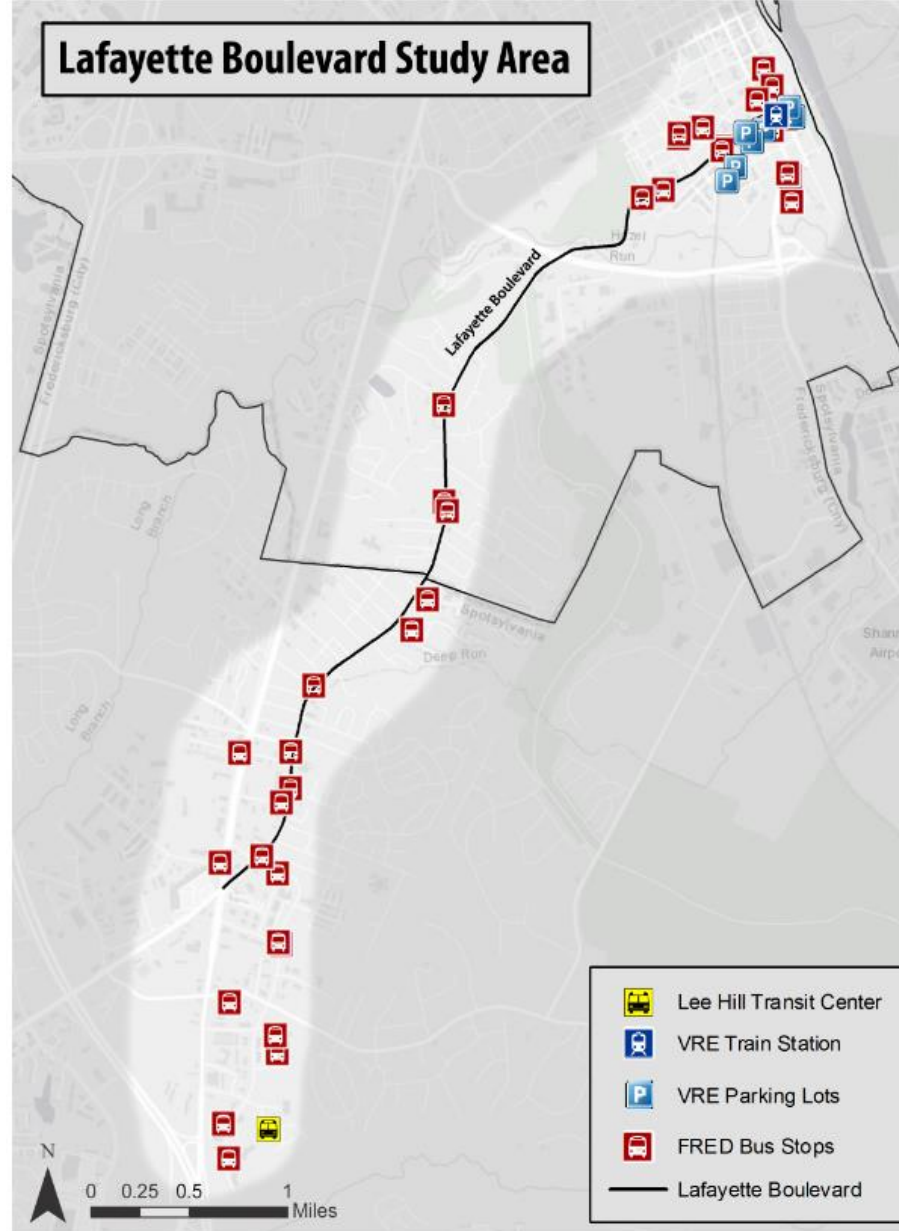 Lafayette Boulevard Study Area
Spotsylvania
Fredericksburg (City)
Hazel
Run
Lafayette Boulevard
Spotsylvania
Fredericksburg (City)
Long
Branch
Spotsylvania
Deep Run
Long
Branch
Lee Hill Transit Center
VRE Train Station
P
VRE Parking Lots
FRED Bus Stops
Lafayette Boulevard
N
0 0.25 0.5 1
Miles